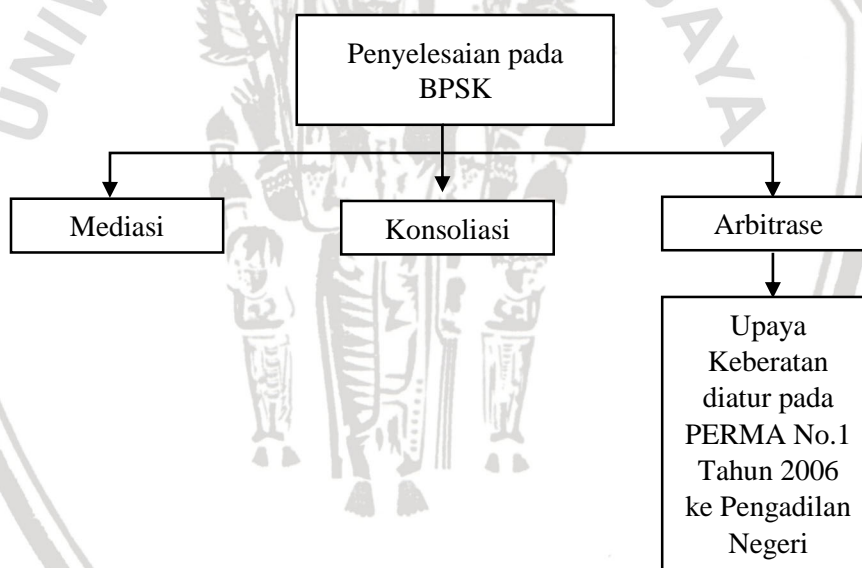 Penyelesaian pada
BPSK
Mediasi
Konsoliasi
Arbitrase
Upaya
Keberatan
diatur pada
PERMA No.1
Tahun 2006
ke Pengadilan
Negeri